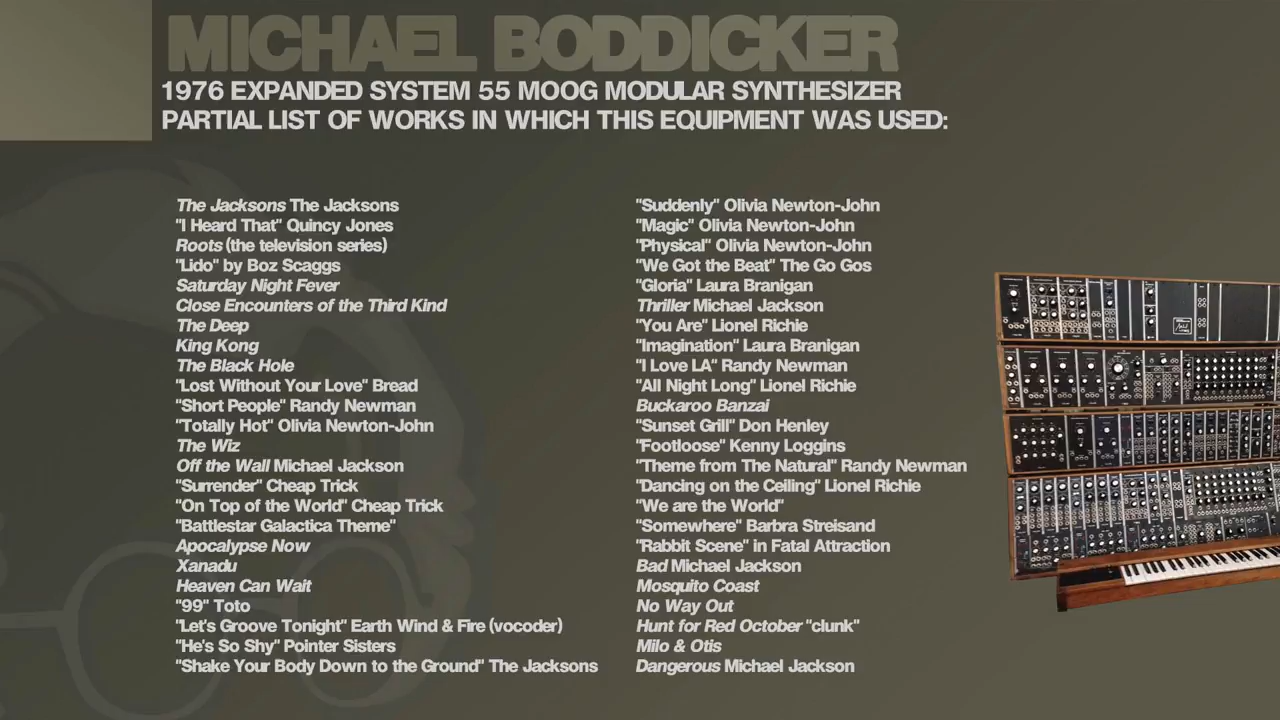 MICHAEL BODDICKER
1976 EXPANDED SYSTEM 55 MOOG MODULAR SYNTHESIZER
PARTIAL LIST OF WORKS IN WHICH THIS EQUIPMENT WAS USED:
The Jacksons The Jacksons
"I Heard That" Quincy Jones
Roots (the television series)
"Lido" by Boz Scaggs
Saturday Night Fever
Close Encounters of the Third Kind
The Deep
King Kong
The Black Hole
"Lost Without Your Love" Bread
"Short People" Randy Newman
"Totally Hot" Olivia Newton-John
The Wiz
Off the Wall Michael Jackson
"Surrender" Cheap Trick
"On Top of the World" Cheap Trick
"Battlestar Galactica Theme"
Apocalypse Now
Xanadu
Heaven Can Wait
"99" Toto
"Let's Groove Tonight" Earth Wind & Fire (vocoder)
"He's So Shy" Pointer Sisters
"Shake Your Body Down to the Ground" The Jacksons
"Suddenly" Olivia Newton-John
"Magic" Olivia Newton-John
"Physical" Olivia Newton-John
"We Got the Beat" The Go Gos
"Gloria" Laura Branigan
Thriller Michael Jackson
"You Are" Lionel Richie
"Imagination" Laura Branigan
"I Love LA" Randy Newman
"All Night Long" Lionel Richie
Buckaroo Banzai
"Sunset Grill" Don Henley
"Footloose" Kenny Loggins
"Theme from The Natural" Randy Newman
"Dancing on the Ceiling" Lionel Richie
"We are the World"
"Somewhere" Barbra Streisand
"Rabbit Scene" in Fatal Attraction
Bad Michael Jackson
Mosquito Coast
No Way Out
Hunt for Red October "clunk"
Milo & Otis
Dangerous Michael Jackson